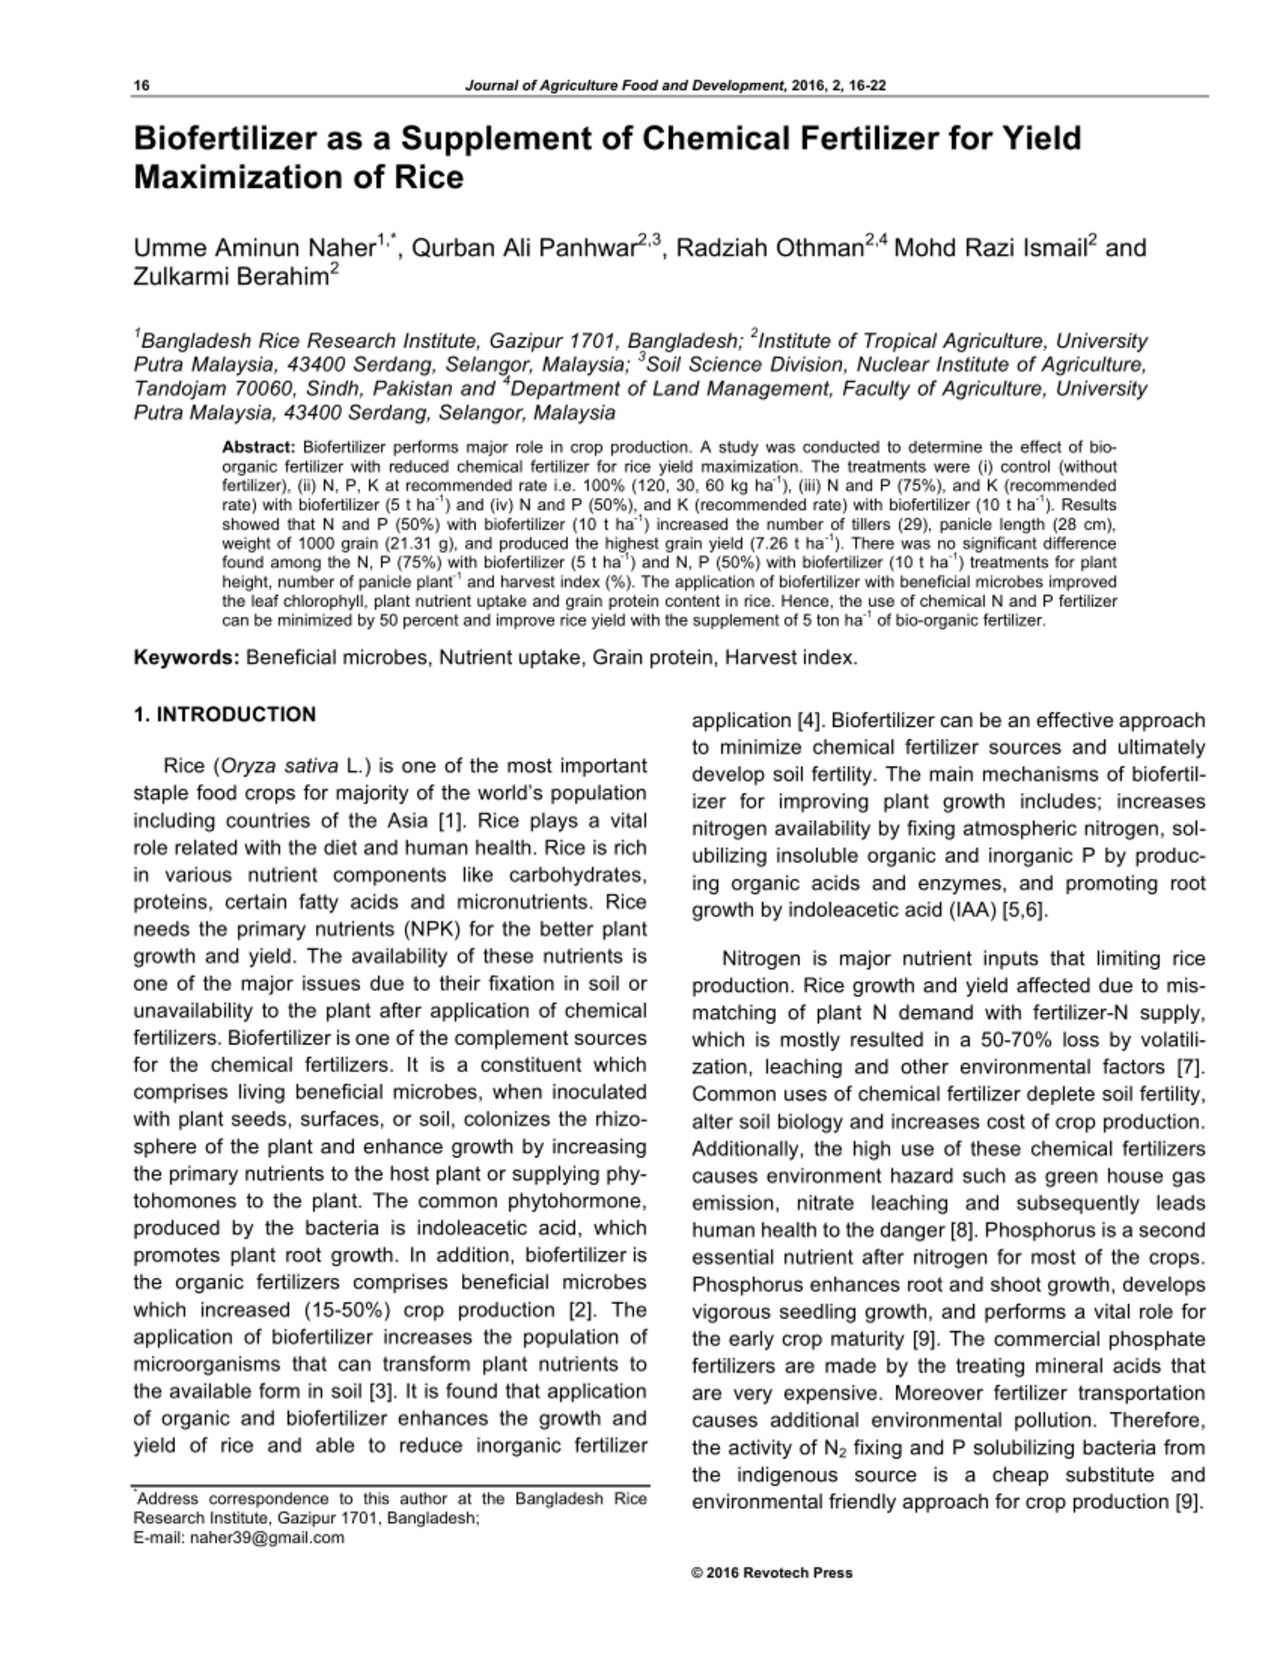 16 Journal of Agriculture Food and Development, 2016, 2, 16-22
Biofertilizer as a Supplement of Chemical Fertilizer for Yield
Maximization of Rice
Umme Aminun Naher1,*, Qurban Ali Panhwar2,3, Radziah Othman2,4 Mohd Razi Ismail2 and
Zulkarmi Berahim2
1Bangladesh Rice Research Institute, Gazipur 1701, Bangladesh; 2Institute of Tropical Agriculture, University
Putra Malaysia, 43400 Serdang, Selangor, Malaysia; 3Soil Science Division, Nuclear Institute of Agriculture,
Tandojam 70060, Sindh, Pakistan and 4Department of Land Management, Faculty of Agriculture, University
Putra Malaysia, 43400 Serdang, Selangor, Malaysia
Abstract: Biofertilizer performs major role in crop production. A study was conducted to determine the effect of bio-
organic fertilizer with reduced chemical fertilizer for rice yield maximization. The treatments were (i) control (without
fertilizer), (ii) N, P, K at recommended rate i.e. 100% (120, 30, 60 kg ha-1), (iii) N and P (75%), and K (recommended
rate) with biofertilizer (5 t ha-1) and (iv) N and P (50%), and K (recommended rate) with biofertilizer (10 t ha-1). Results
showed that N and P (50%) with biofertilizer (10 t ha-1) increased the number of tillers (29), panicle length (28 cm),
weight of 1000 grain (21.31 g), and produced the highest grain yield (7.26 t ha-1). There was no significant difference
found among the N, P (75%) with biofertilizer (5 t ha-1) and N, P (50%) with biofertilizer (10 t ha-1) treatments for plant
height, number of panicle plant-1 and harvest index (%). The application of biofertilizer with beneficial microbes improved
the leaf chlorophyll, plant nutrient uptake and grain protein content in rice. Hence, the use of chemical N and P fertilizer
can be minimized by 50 percent and improve rice yield with the supplement of 5 ton ha-1 of bio-organic fertilizer.
Keywords: Beneficial microbes, Nutrient uptake, Grain protein, Harvest index.
1. INTRODUCTION
Rice (Oryza sativa L.) is one of the most important
staple food crops for majority of the world's population
including countries of the Asia [1]. Rice plays a vital
role related with the diet and human health. Rice is rich
in various nutrient components like carbohydrates,
proteins, certain fatty acids and micronutrients. Rice
needs the primary nutrients (NPK) for the better plant
growth and yield. The availability of these nutrients is
one of the major issues due to their fixation in soil or
unavailability to the plant after application of chemical
fertilizers. Biofertilizer is one of the complement sources
for the chemical fertilizers. It is a constituent which
comprises living beneficial microbes, when inoculated
with plant seeds, surfaces, or soil, colonizes the rhizo-
sphere of the plant and enhance growth by increasing
the primary nutrients to the host plant or supplying phy-
tohomones to the plant. The common phytohormone,
produced by the bacteria is indoleacetic acid, which
promotes plant root growth. In addition, biofertilizer is
the organic fertilizers comprises beneficial microbes
which increased (15-50%) crop production [2]. The
application of biofertilizer increases the population of
microorganisms that can transform plant nutrients to
the available form in soil [3]. It is found that application
of organic and biofertilizer enhances the growth and
yield of rice and able to reduce inorganic fertilizer
*Address correspondence to this author at the Bangladesh Rice
Research Institute, Gazipur 1701, Bangladesh;
E-mail: naher39@gmail.com
application [4]. Biofertilizer can be an effective approach
to minimize chemical fertilizer sources and ultimately
develop soil fertility. The main mechanisms of biofertil-
izer for improving plant growth includes; increases
nitrogen availability by fixing atmospheric nitrogen, sol-
ubilizing insoluble organic and inorganic P by produc-
ing organic acids and enzymes, and promoting root
growth by indoleacetic acid (IAA) [5,6].
Nitrogen is major nutrient inputs that limiting rice
production. Rice growth and yield affected due to mis-
matching of plant N demand with fertilizer-N supply,
which is mostly resulted in a 50-70% loss by volatili-
zation, leaching and other environmental factors [7].
Common uses of chemical fertilizer deplete soil fertility,
alter soil biology and increases cost of crop production.
Additionally, the high use of these chemical fertilizers
causes environment hazard such as green house gas
emission, nitrate leaching and subsequently leads
human health to the danger [8]. Phosphorus is a second
essential nutrient after nitrogen for most of the crops.
Phosphorus enhances root and shoot growth, develops
vigorous seedling growth, and performs a vital role for
the early crop maturity [9]. The commercial phosphate
fertilizers are made by the treating mineral acids that
are very expensive. Moreover fertilizer transportation
causes additional environmental pollution. Therefore,
the activity of N2 fixing and P solubilizing bacteria from
the indigenous source is a cheap substitute and
environmental friendly approach for crop production [9].
© 2016 Revotech Press